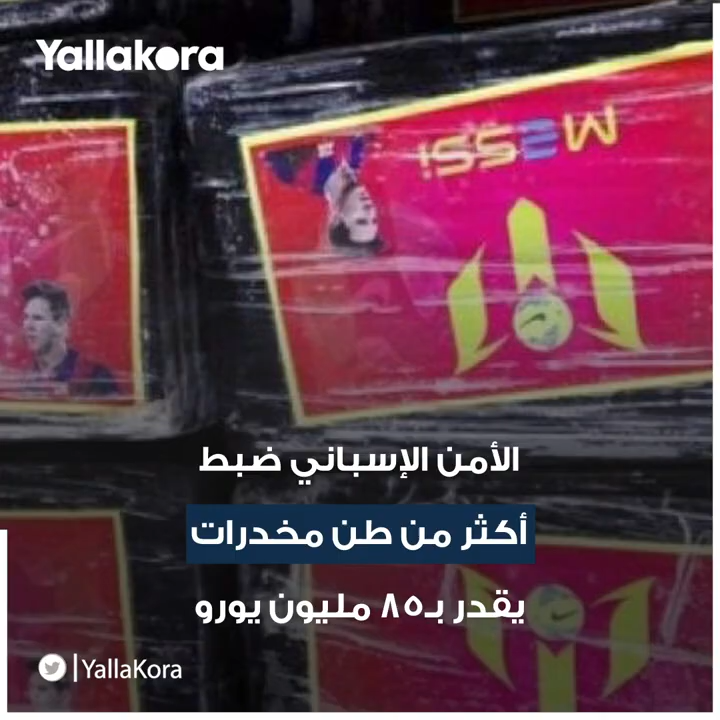 Yallakora
MESSI
الأمن الإسباني ضبط
أكثر من طن مخدرات
يقدر بـ٨٥ مليون يورو
YallaKora